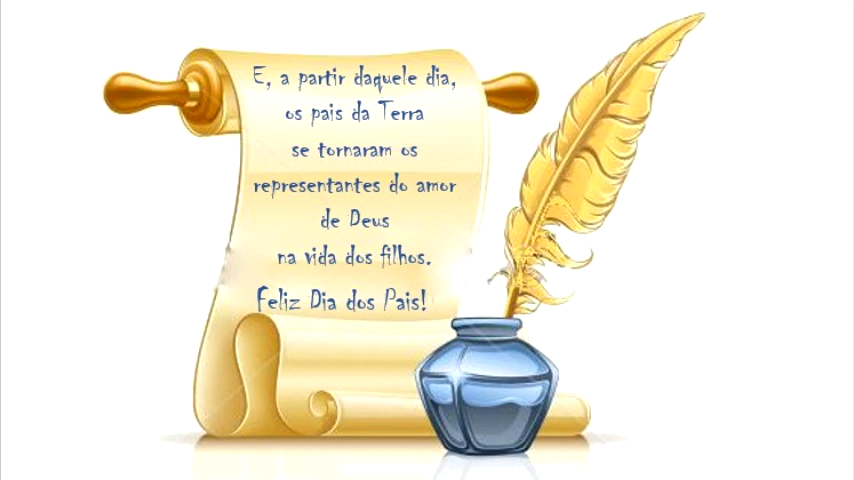 E, a partir daquele dia,
os pais da Terra
se tornaram os
representantes do amor
de Deus
na vida dos filhos.
Feliz Dia dos Pais!